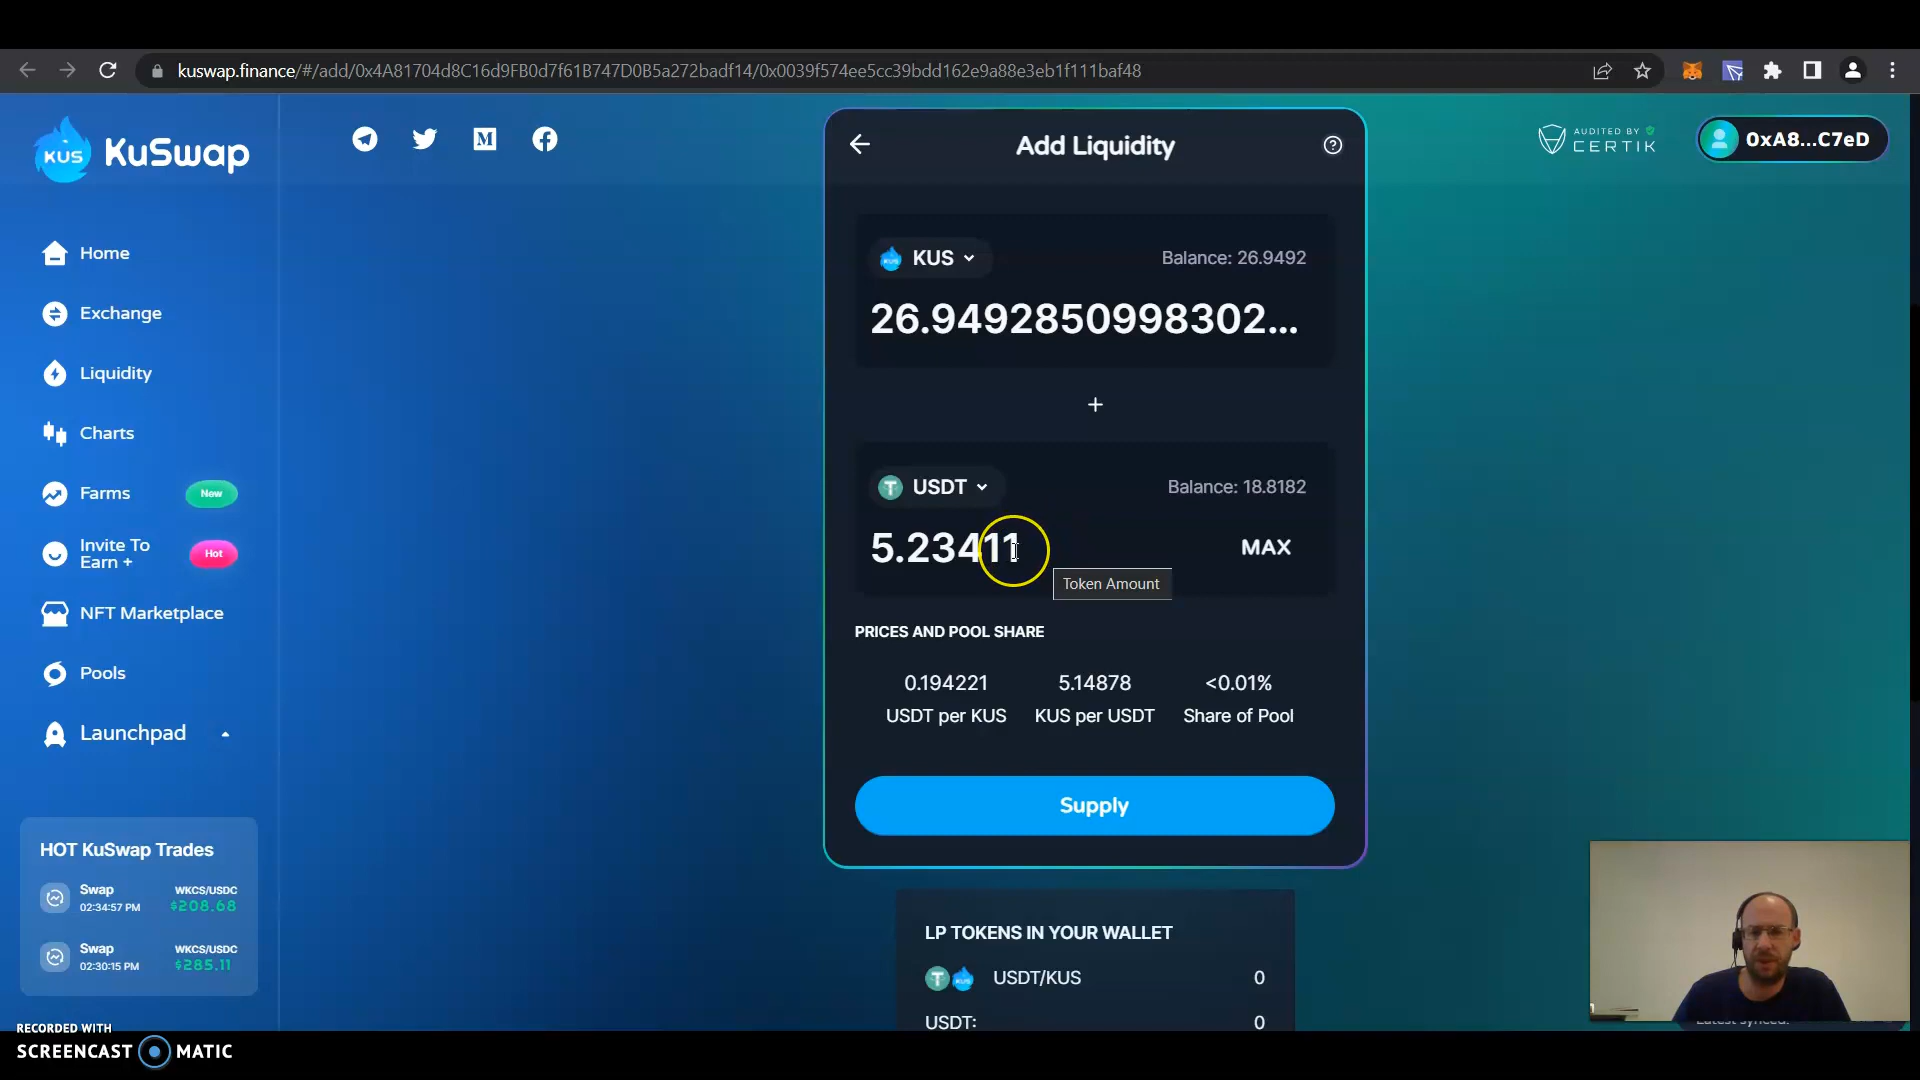 kuswap.finance/#/add/0x4A81704d8C16d9FB0d7f61B747D0B5a272badf14/0x0039f574ee5cc39bdd162e9a88e3eb1f111baf48
KUS
KuSwap
M
Add Liquidity
?
AUDITED BY
CERTIK
0xA8...C7eD
Home
Exchange
Liquidity
Charts
Farms
New
Invite To
Earn +
Hot
NFT Marketplace
Pools
Launchpad
KUS
Balance: 26.9492
26.9492850998302...
+
USDT
Balance: 18.8182
5.23411
MAX
Token Amount
PRICES AND POOL SHARE
0.194221
5.14878
<0.01%
USDT per KUS
KUS per USDT
Share of Pool
Supply
HOT KuSwap Trades
Swap
WKCS/USDC
02:34:57 PM
$208.68
Swap
WKCS/USDC
02:30:15 PM
$285.11
LP TOKENS IN YOUR WALLET
USDT/KUS
0
USDT:
0
Latest synced:
RECORDED WITH
SCREENCAST MATIC